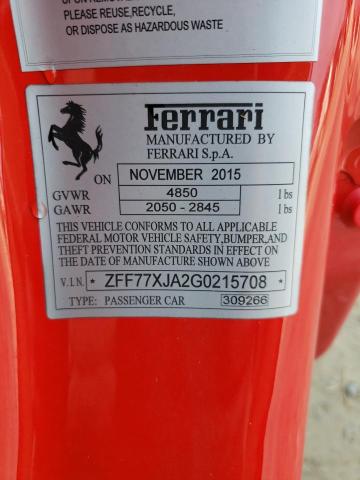 UPON REMOVAL
PLEASE REUSE, RECYCLE,
OR DISPOSE AS HAZARDOUS WASTE
Ferrari
MANUFACTURED BY
FERRARI S.p.A.
ON NOVEMBER 2015
GVWR 4850 lbs
GAWR 2050 - 2845 lbs
THIS VEHICLE CONFORMS TO ALL APPLICABLE
FEDERAL MOTOR VEHICLE SAFETY, BUMPER, AND
THEFT PREVENTION STANDARDS IN EFFECT ON
THE DATE OF MANUFACTURE SHOWN ABOVE
V.I.N. * ZFF77XJA2G0215708 *
TYPE: PASSENGER CAR 309266